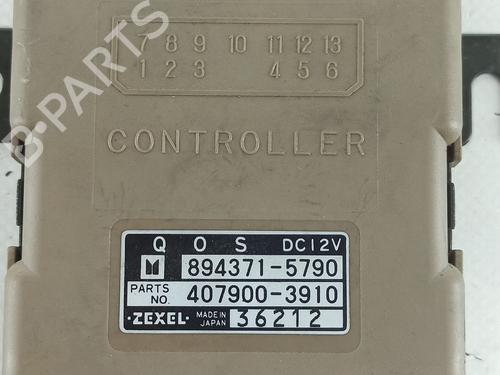 7 8 9 10 11 12 13
1 2 3 4 5 6
CONTROLLER
Q O S DC12V
894371-5790
PARTS NO. 407900-3910
·ZEXEL· MADE IN JAPAN 36212
B-PARTS